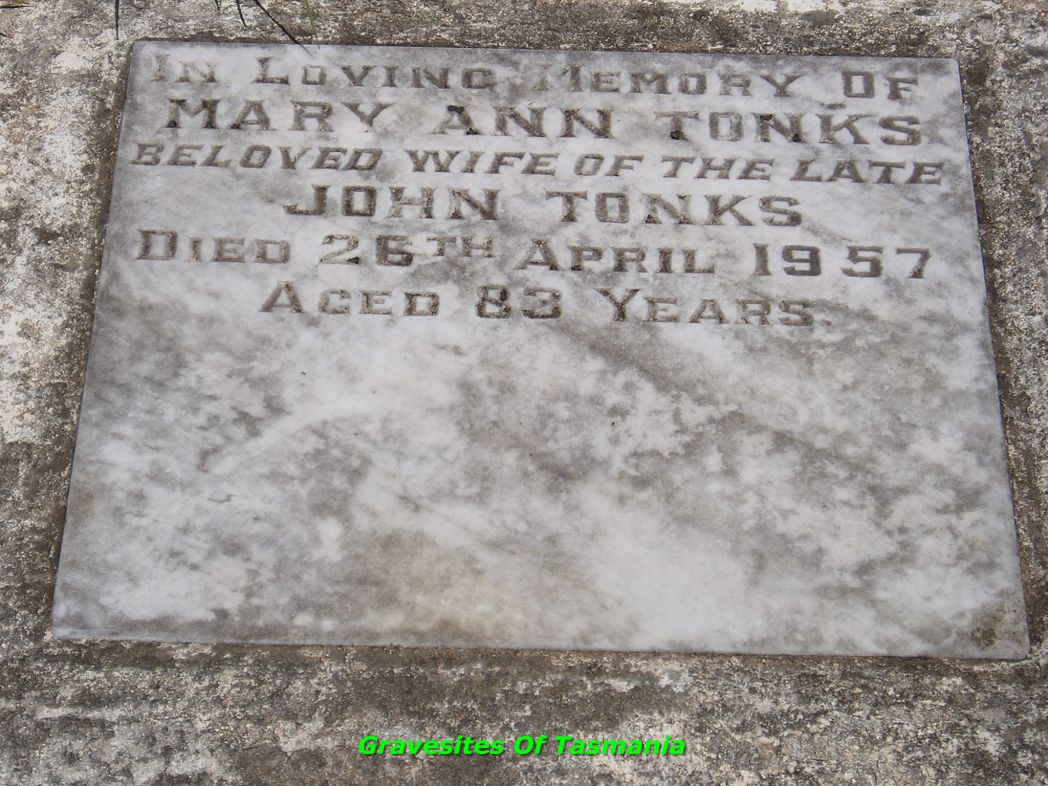 In Loving Memory Of
MARY ANN TONKS
BELOVED WIFE OF THE LATE
JOHN TONKS
Died 26th April 1957
Aged 83 Years.
Gravesites Of Tasmania